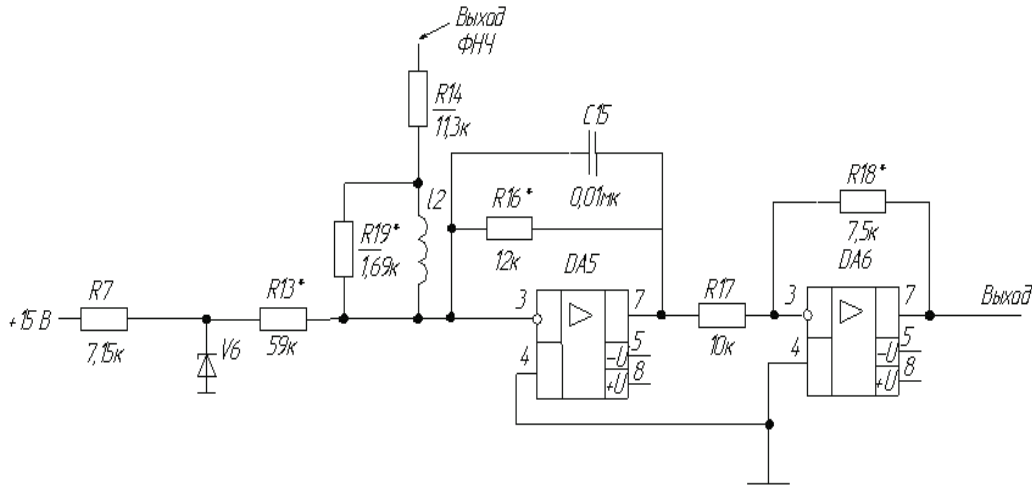 Выход
ФНЧ
R14
11,3к
C15
0,01мк
R16*
12к
R18*
7,5к
l2
R19*
1,69к
DA5
DA6
R7
7,15к
R13*
59к
R17
10к
+15 В
V6
3
7
4
5
8
-U
+U
3
7
4
5
8
-U
+U
Выход